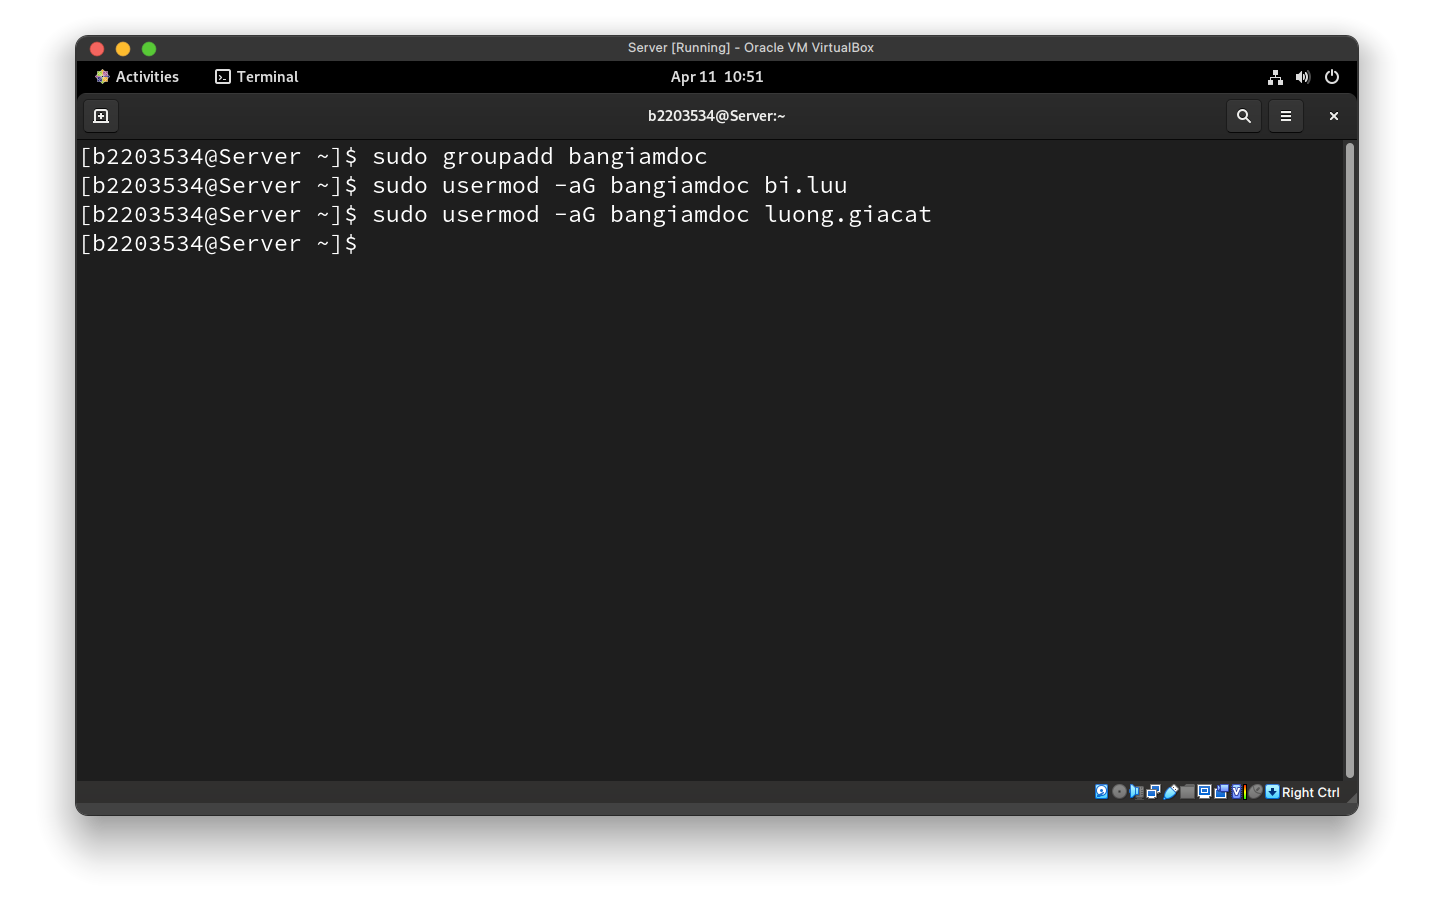 Server [Running] - Oracle VM VirtualBox
Activities Terminal Apr 11 10:51
b2203534@Server:~
[b2203534@Server ~]$ sudo groupadd bangiamdoc
[b2203534@Server ~]$ sudo usermod -aG bangiamdoc bi.luu
[b2203534@Server ~]$ sudo usermod -aG bangiamdoc luong.giacat
[b2203534@Server ~]$
Right Ctrl